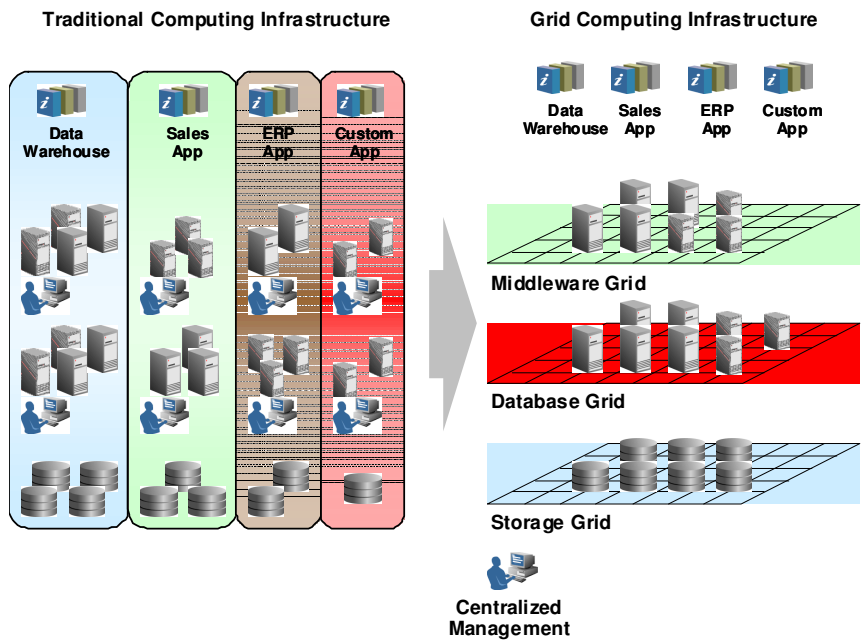 Traditional Computing Infrastructure
Grid Computing Infrastructure
Data
Warehouse
Sales
App
ERP
App
Custom
App
Data
Warehouse
Sales
App
ERP
App
Custom
App
Middleware Grid
Database Grid
Storage Grid
Centralized
Management